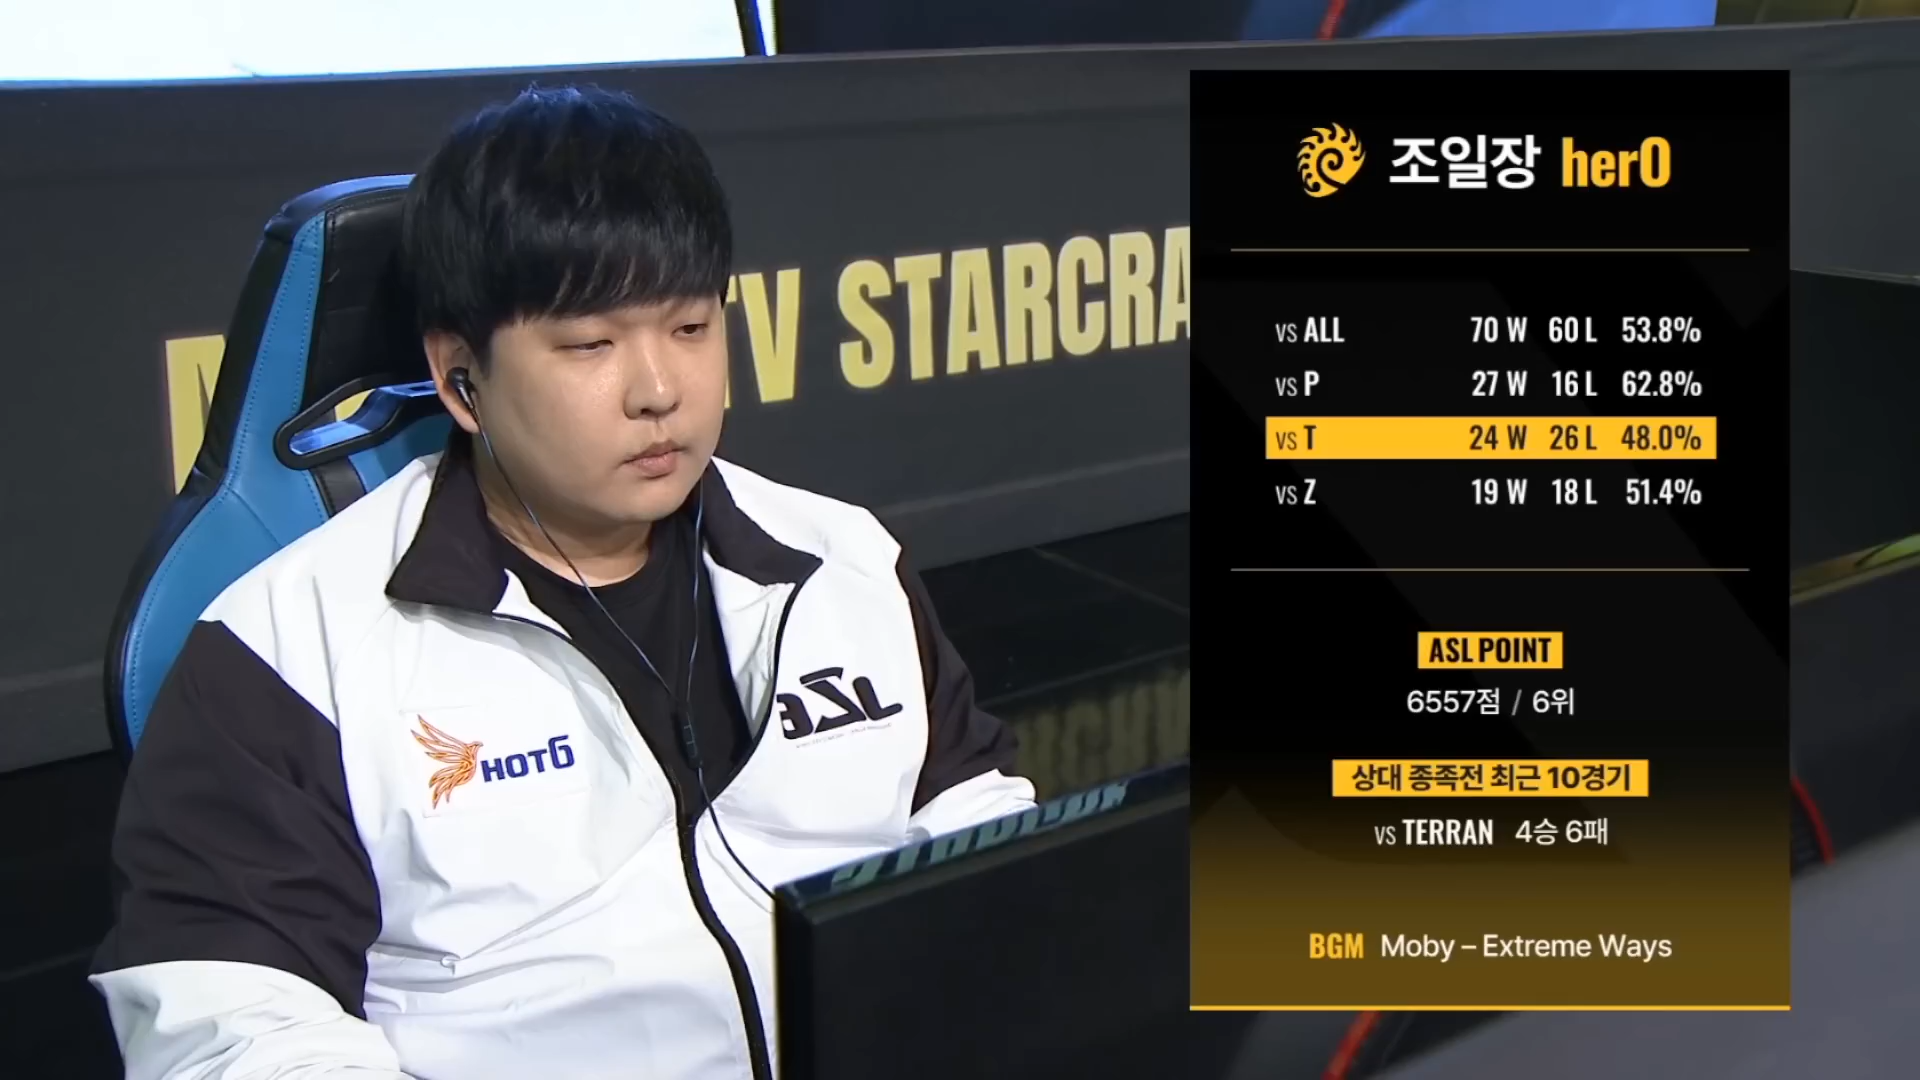 TV STARCRA
HOTG
ASL
조일장 her0
vs ALL 70 W 60 L 53.8%
vs P 27 W 16 L 62.8%
vs T 24 W 26 L 48.0%
vs Z 19 W 18 L 51.4%
ASL POINT
6557점 / 6위
상대 종족전 최근 10경기
vs TERRAN 4승 6패
BGM Moby – Extreme Ways